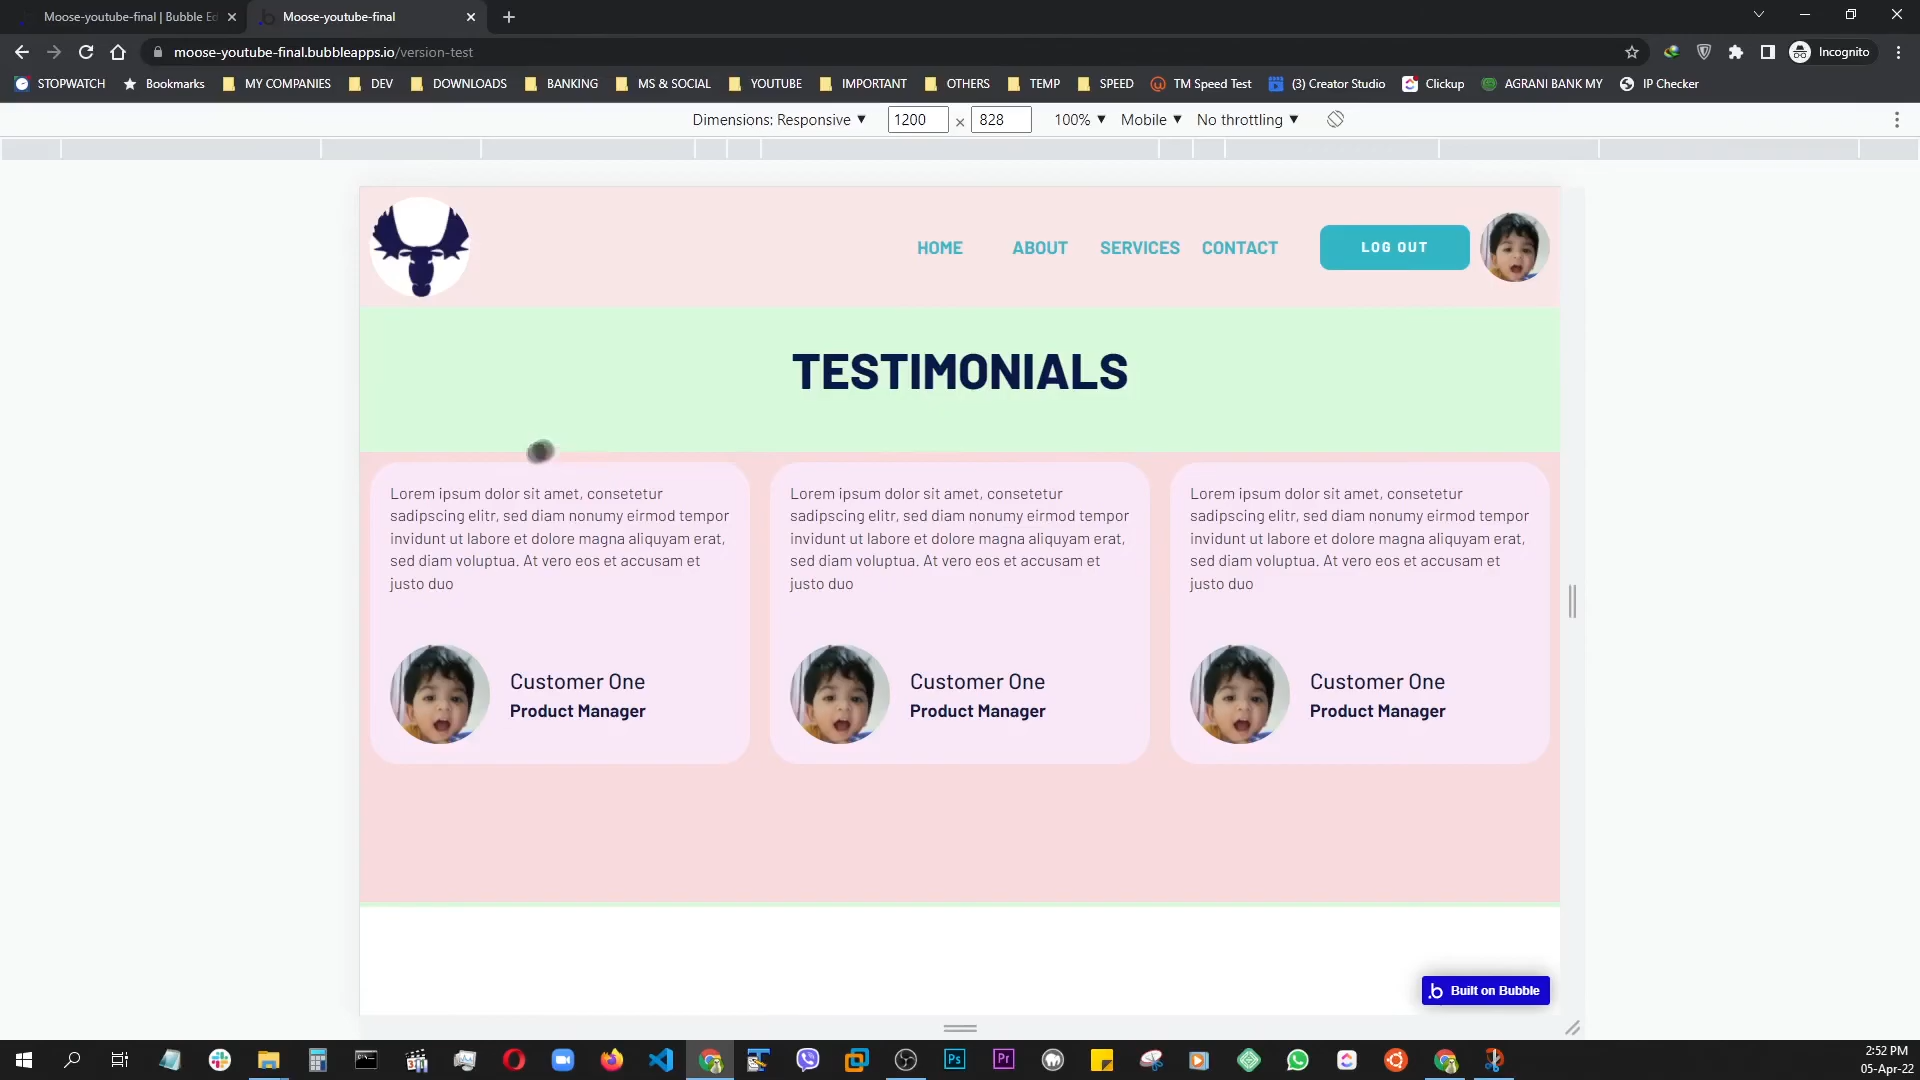 Moose-youtube-final | Bubble Ed
Moose-youtube-final
moose-youtube-final.bubbleapps.io/version-test
Incognito
STOPWATCH
Bookmarks
MY COMPANIES
DEV
DOWNLOADS
BANKING
MS & SOCIAL
YOUTUBE
IMPORTANT
OTHERS
TEMP
SPEED
TM Speed Test
(3) Creator Studio
Clickup
AGRANI BANK MY
IP Checker
Dimensions: Responsive ▼
1200 × 828
100% ▼
Mobile ▼
No throttling ▼
HOME
ABOUT
SERVICES
CONTACT
LOG OUT
TESTIMONIALS
Lorem ipsum dolor sit amet, consetetur
sadipscing elitr, sed diam nonumy eirmod tempor
invidunt ut labore et dolore magna aliquyam erat,
sed diam voluptua. At vero eos et accusam et
justo duo
Customer One
Product Manager
Lorem ipsum dolor sit amet, consetetur
sadipscing elitr, sed diam nonumy eirmod tempor
invidunt ut labore et dolore magna aliquyam erat,
sed diam voluptua. At vero eos et accusam et
justo duo
Customer One
Product Manager
Lorem ipsum dolor sit amet, consetetur
sadipscing elitr, sed diam nonumy eirmod tempor
invidunt ut labore et dolore magna aliquyam erat,
sed diam voluptua. At vero eos et accusam et
justo duo
Customer One
Product Manager
Built on Bubble
Ps
Pr
2:52 PM
05-Apr-22